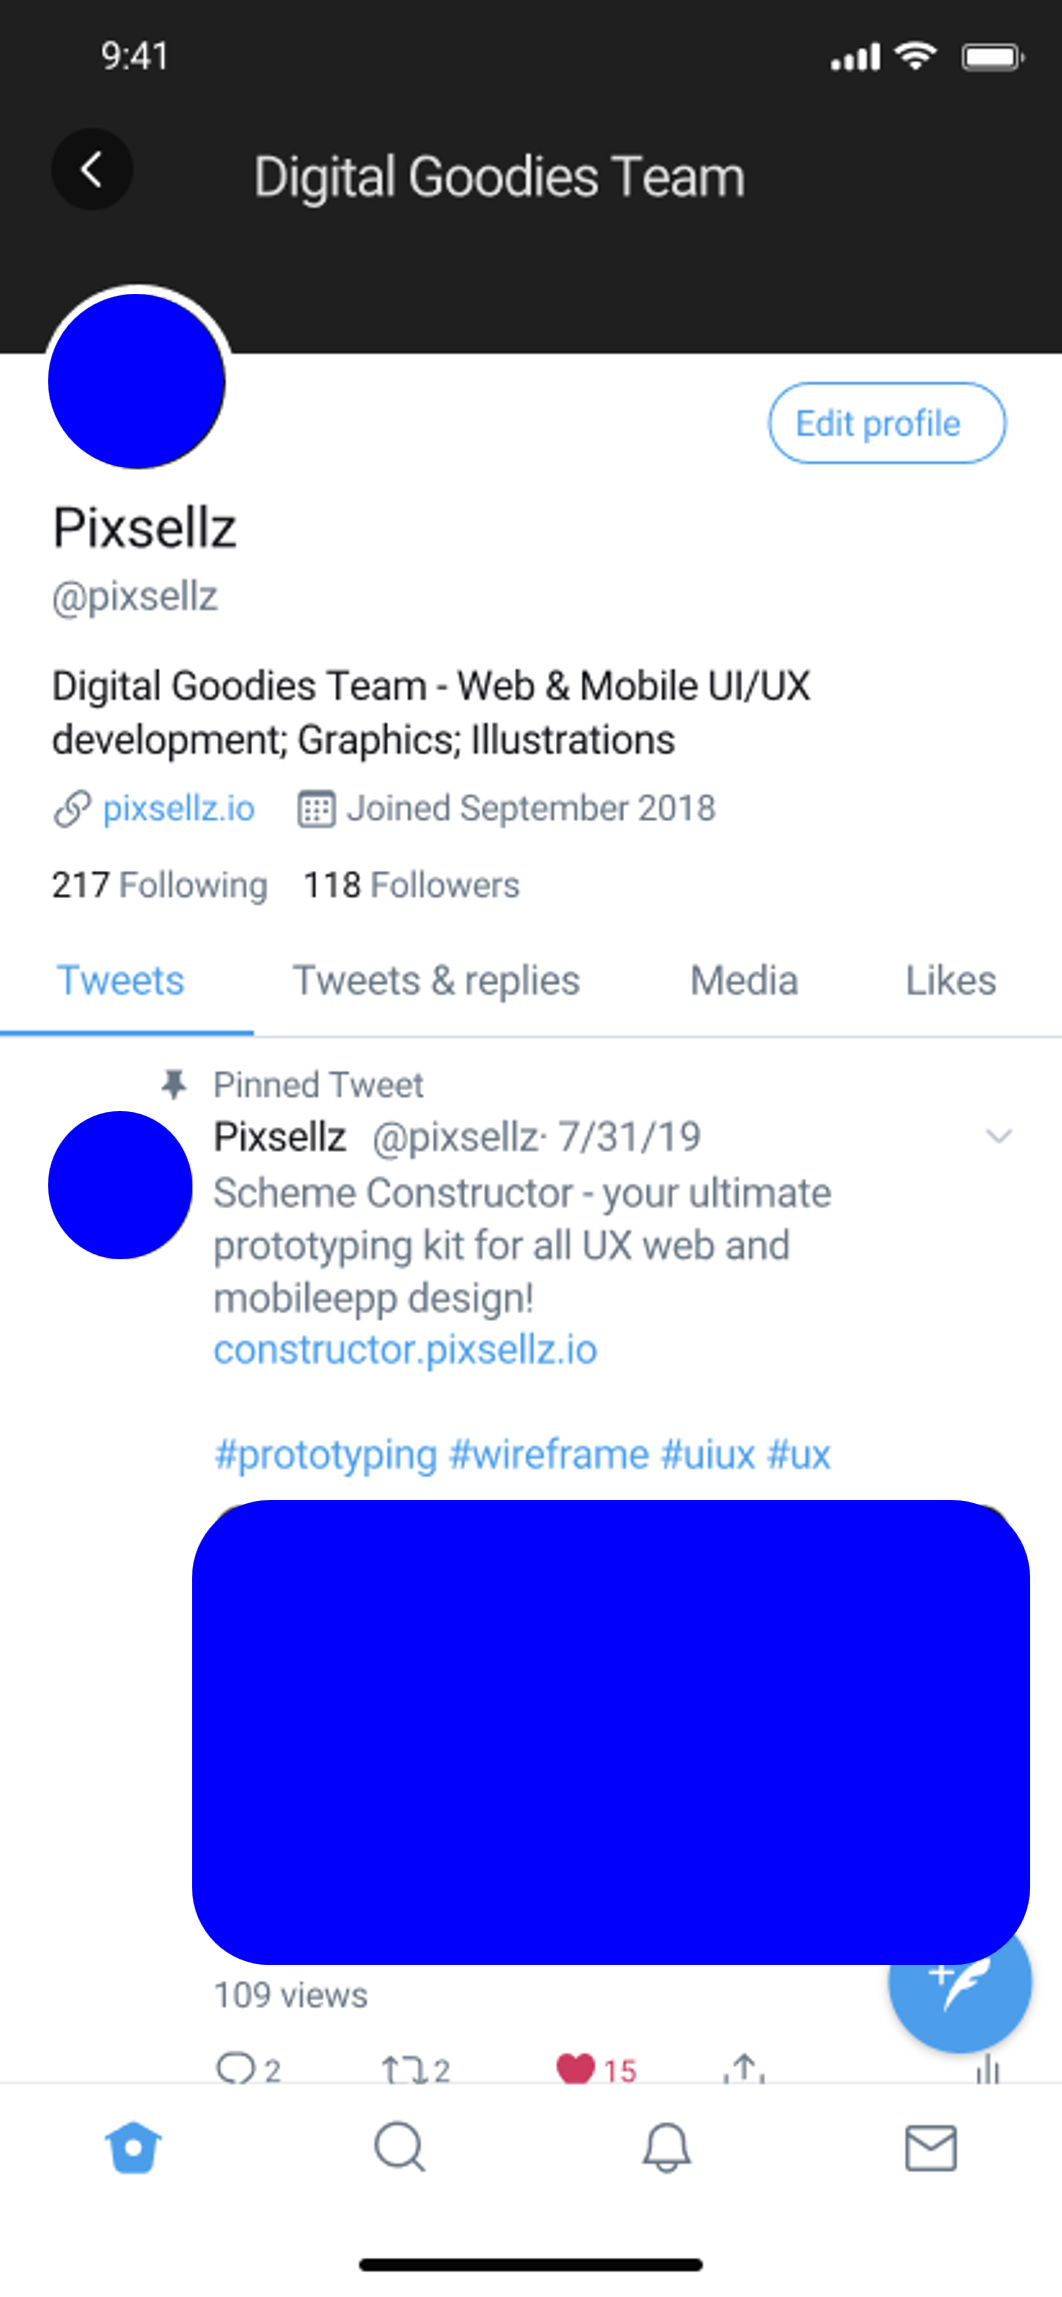 9:41
Digital Goodies Team
Edit profile
Pixsellz
@pixsellz
Digital Goodies Team - Web & Mobile UI/UX
development; Graphics; Illustrations
pixsellz.io Joined September 2018
217 Following 118 Followers
Tweets Tweets & replies Media Likes
Pinned Tweet
Pixsellz @pixsellz· 7/31/19
Scheme Constructor - your ultimate
prototyping kit for all UX web and
mobileepp design!
constructor.pixsellz.io
#prototyping #wireframe #uiux #ux
109 views
2 2 15